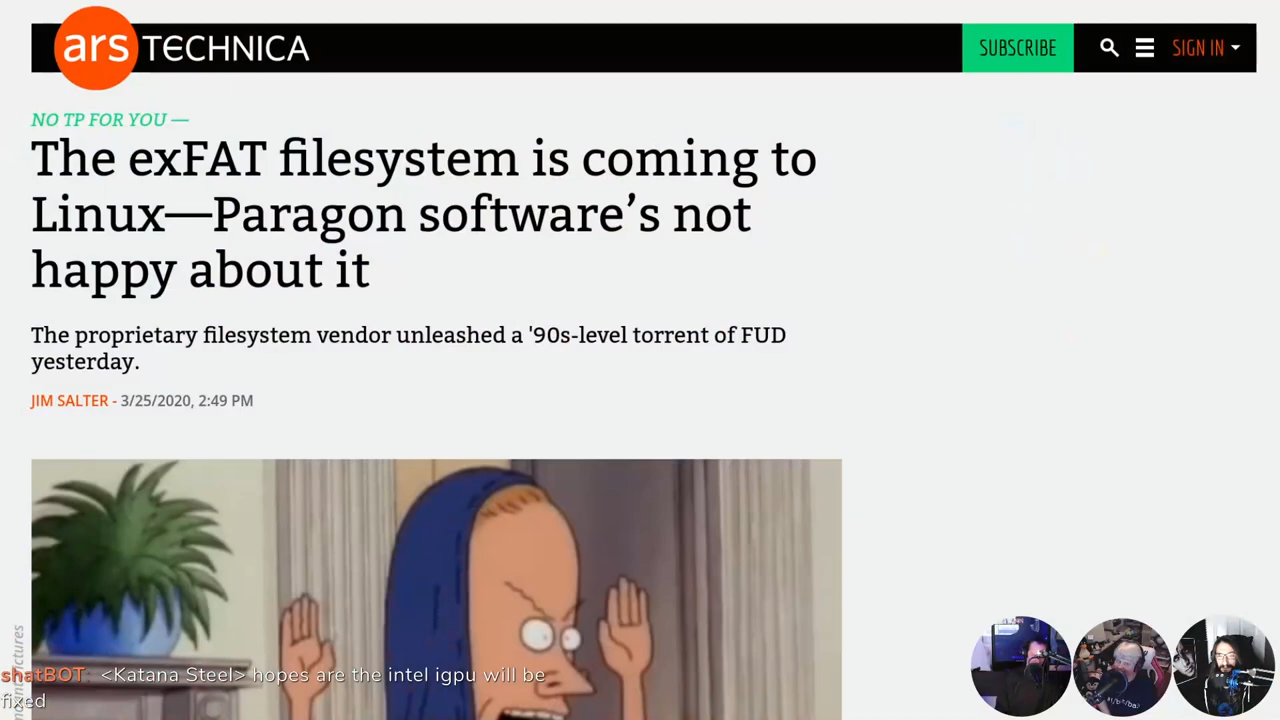 ars TECHNICA
SUBSCRIBE
SIGN IN
NO TP FOR YOU —
The exFAT filesystem is coming to
Linux—Paragon software’s not
happy about it
The proprietary filesystem vendor unleashed a '90s-level torrent of FUD
yesterday.
JIM SALTER - 3/25/2020, 2:49 PM
shatBOT: <Katana Steel> hopes are the intel igpu will be
fixed